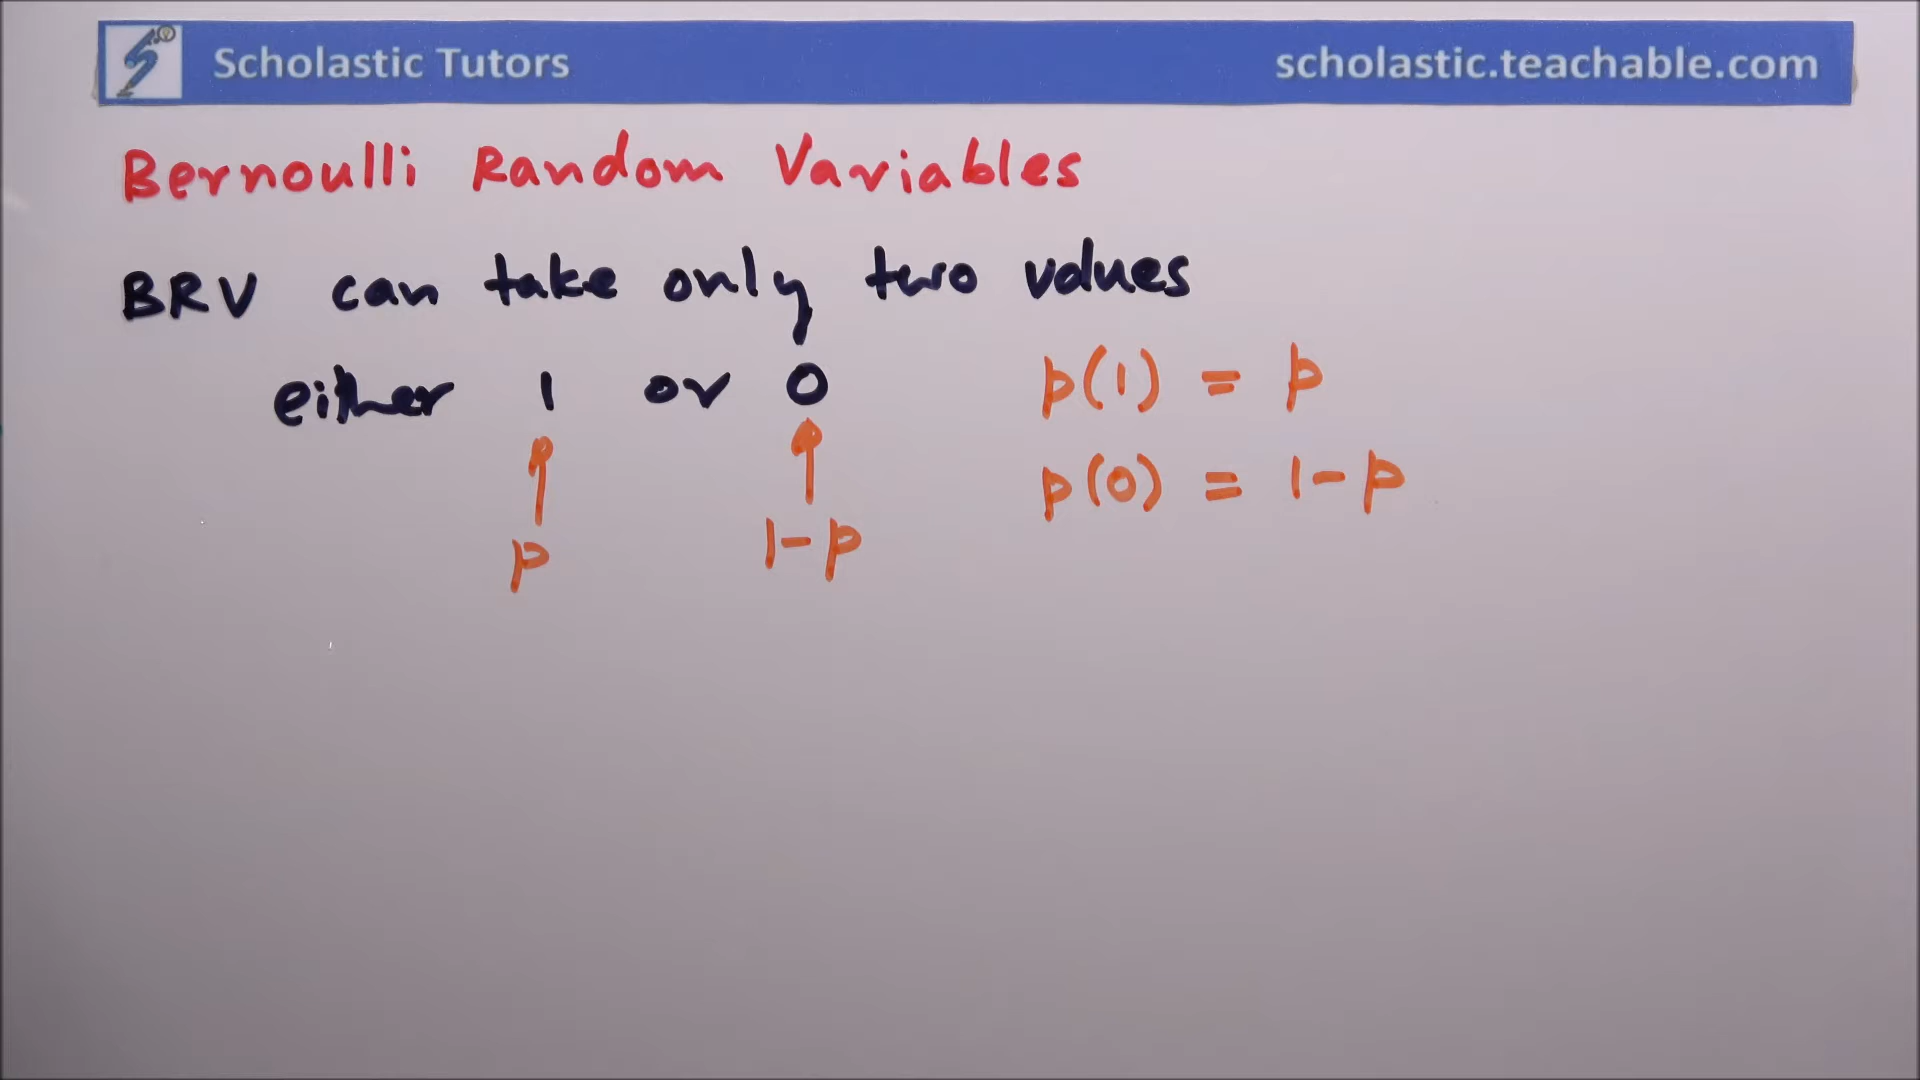 Scholastic Tutors scholastic.teachable.com
Bernoulli Random Variables
BRV can take only two values
either 1 or 0 p(1) = p
p(0) = 1-p
p 1-p